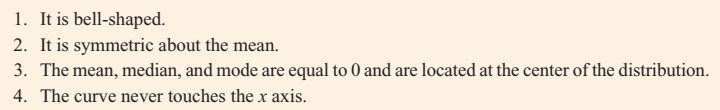 1. It is bell-shaped.
2. It is symmetric about the mean.
3. The mean, median, and mode are equal to 0 and are located at the center of the distribution.
4. The curve never touches the x axis.